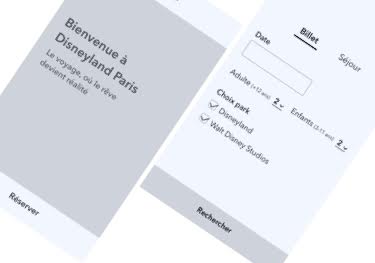 Bienvenue à
Disneyland Paris
Le voyage, où le rêve
devient réalité
Réserver
Billet
Séjour
Date
Adulte (+12 ans) 2
Enfants (3-11 ans) 2
Choix park
Disneyland
Walt Disney Studios
Rechercher